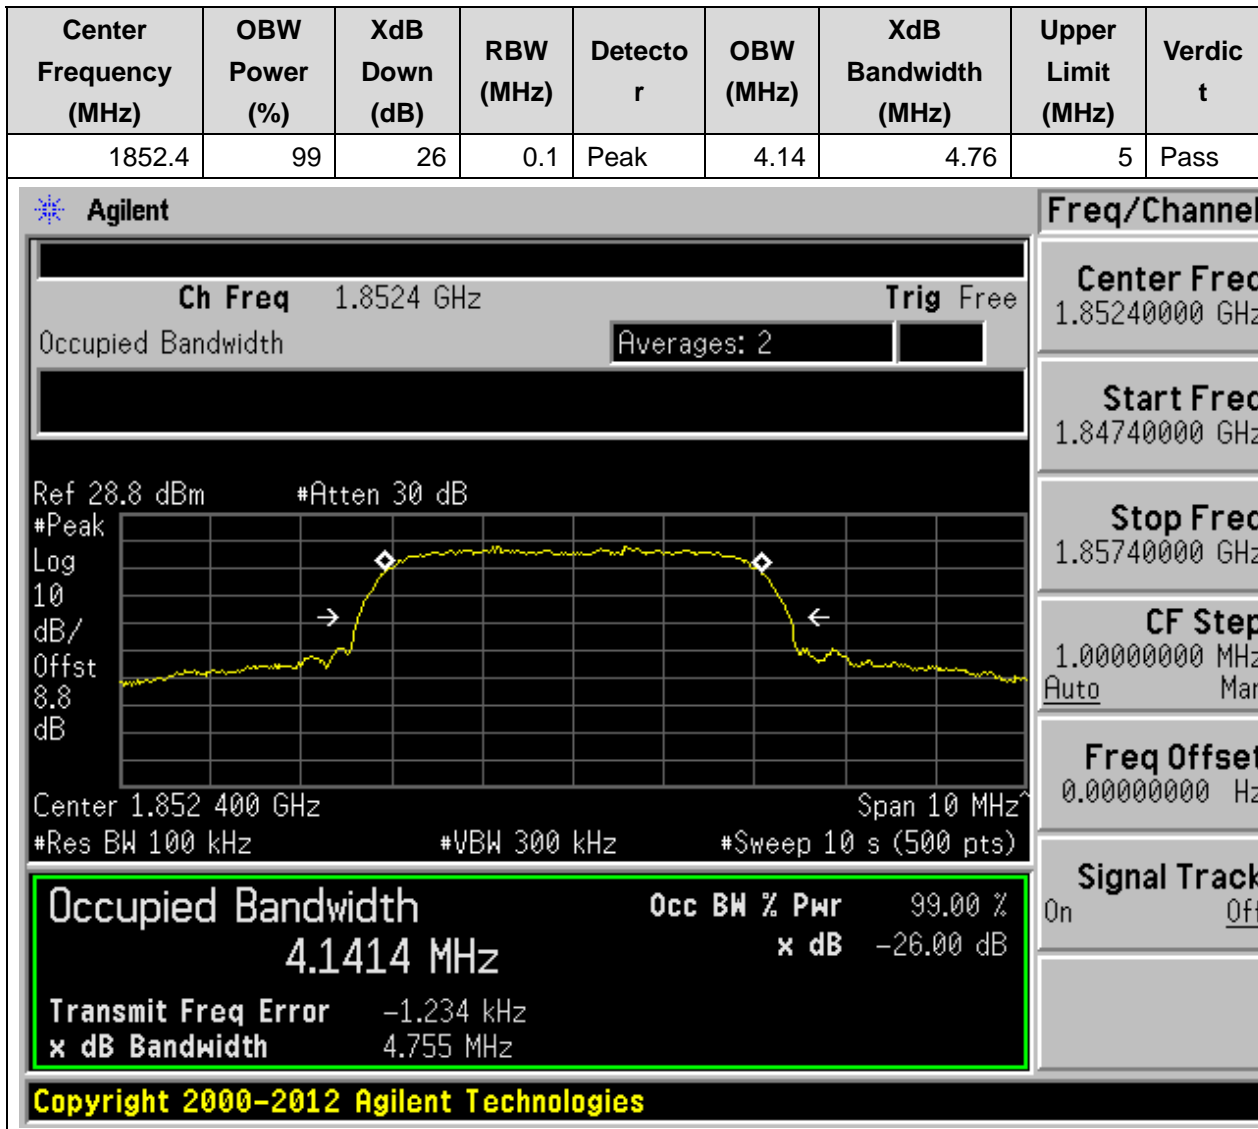 Center Frequency (MHz) OBW Power (%) XdB Down (dB) RBW (MHz) Detector OBW (MHz) XdB Bandwidth (MHz) Upper Limit (MHz) Verdict
1852.4 99 26 0.1 Peak 4.14 4.76 5 Pass
Agilent Freq/Channel
Ch Freq 1.8524 GHz Trig Free
Occupied Bandwidth Averages: 2
Center Freq
1.85240000 GHz
Start Freq
1.84740000 GHz
Stop Freq
1.85740000 GHz
CF Step
1.00000000 MHz
Auto Man
Freq Offset
0.00000000 Hz
Signal Track
On Off
Ref 28.8 dBm #Atten 30 dB
#Peak
Log
10
dB/
Offst
8.8
dB
Center 1.852 400 GHz Span 10 MHz^
#Res BW 100 kHz #VBW 300 kHz #Sweep 10 s (500 pts)
Occupied Bandwidth Occ BW % Pwr 99.00 %
4.1414 MHz x dB -26.00 dB
Transmit Freq Error -1.234 kHz
x dB Bandwidth 4.755 MHz
Copyright 2000-2012 Agilent Technologies